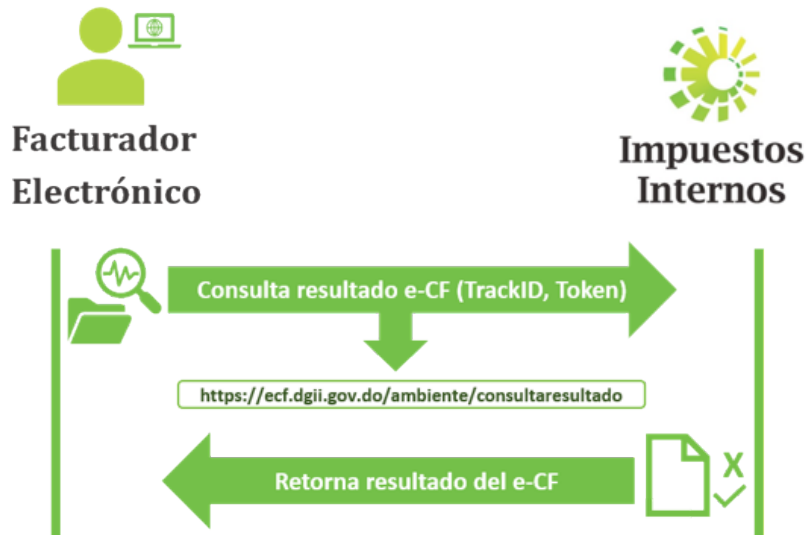 Facturador
Electrónico
Impuestos
Internos
Consulta resultado e-CF (TrackID, Token)
https://ecf.dgii.gov.do/ambiente/consultaresultado
Retorna resultado del e-CF
X